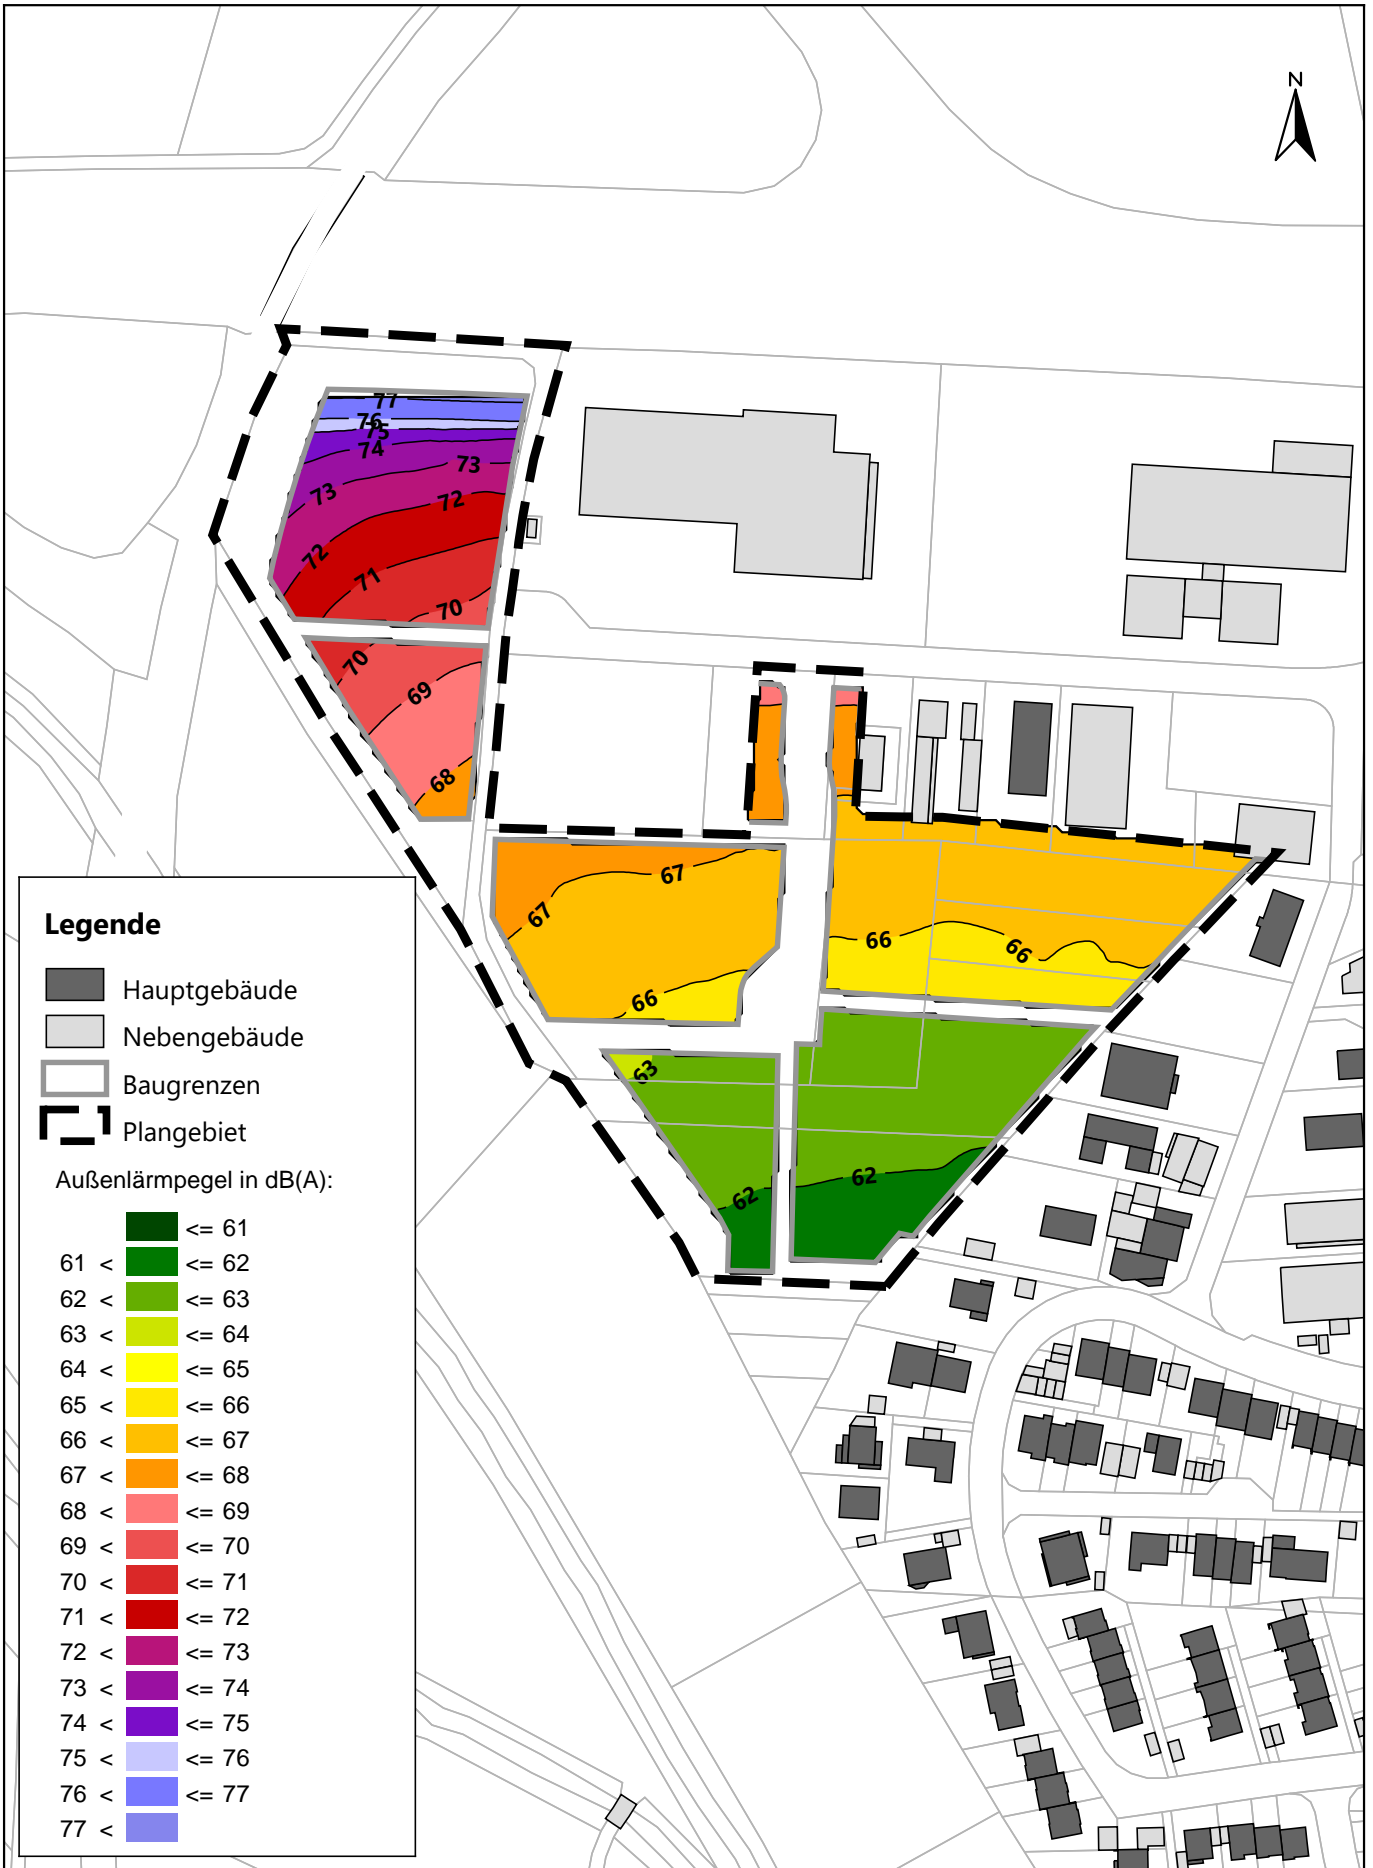 N
77
76
75
74
73
73
72
72
71
70
70
69
68
67
67
66
66
66
63
62
62
Legende
Hauptgebäude
Nebengebäude
Baugrenzen
Plangebiet
Außenlärmpegel in dB(A):
<= 61
61 < <= 62
62 < <= 63
63 < <= 64
64 < <= 65
65 < <= 66
66 < <= 67
67 < <= 68
68 < <= 69
69 < <= 70
70 < <= 71
71 < <= 72
72 < <= 73
73 < <= 74
74 < <= 75
75 < <= 76
76 < <= 77
77 <